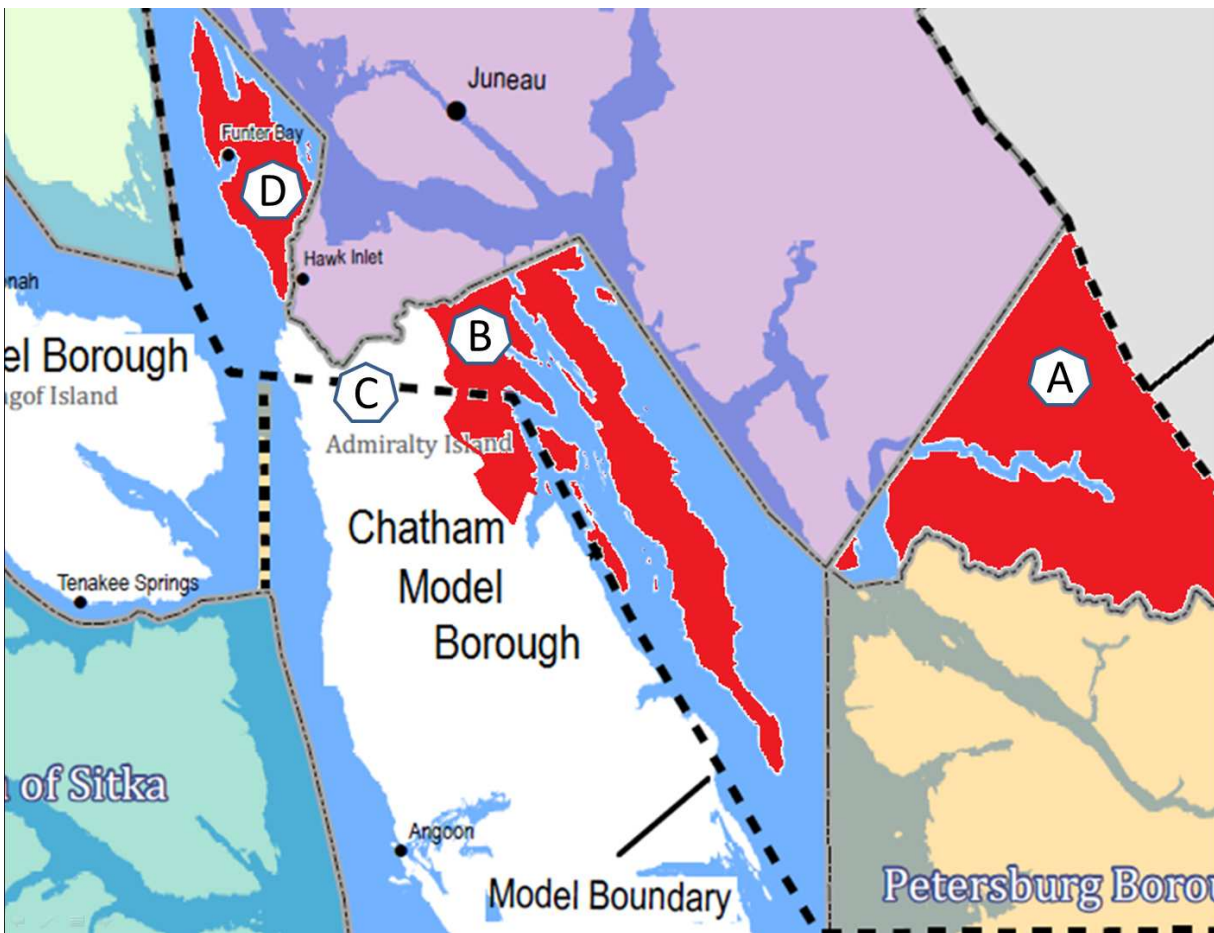 Juneau
Funter Bay
D
Hawk Inlet
nah
B
el Borough
gof Island
A
C
Admiralty Island
Chatham
Model
Borough
Tenakee Springs
of Sitka
Angoon
Model Boundary
Petersburg Borou